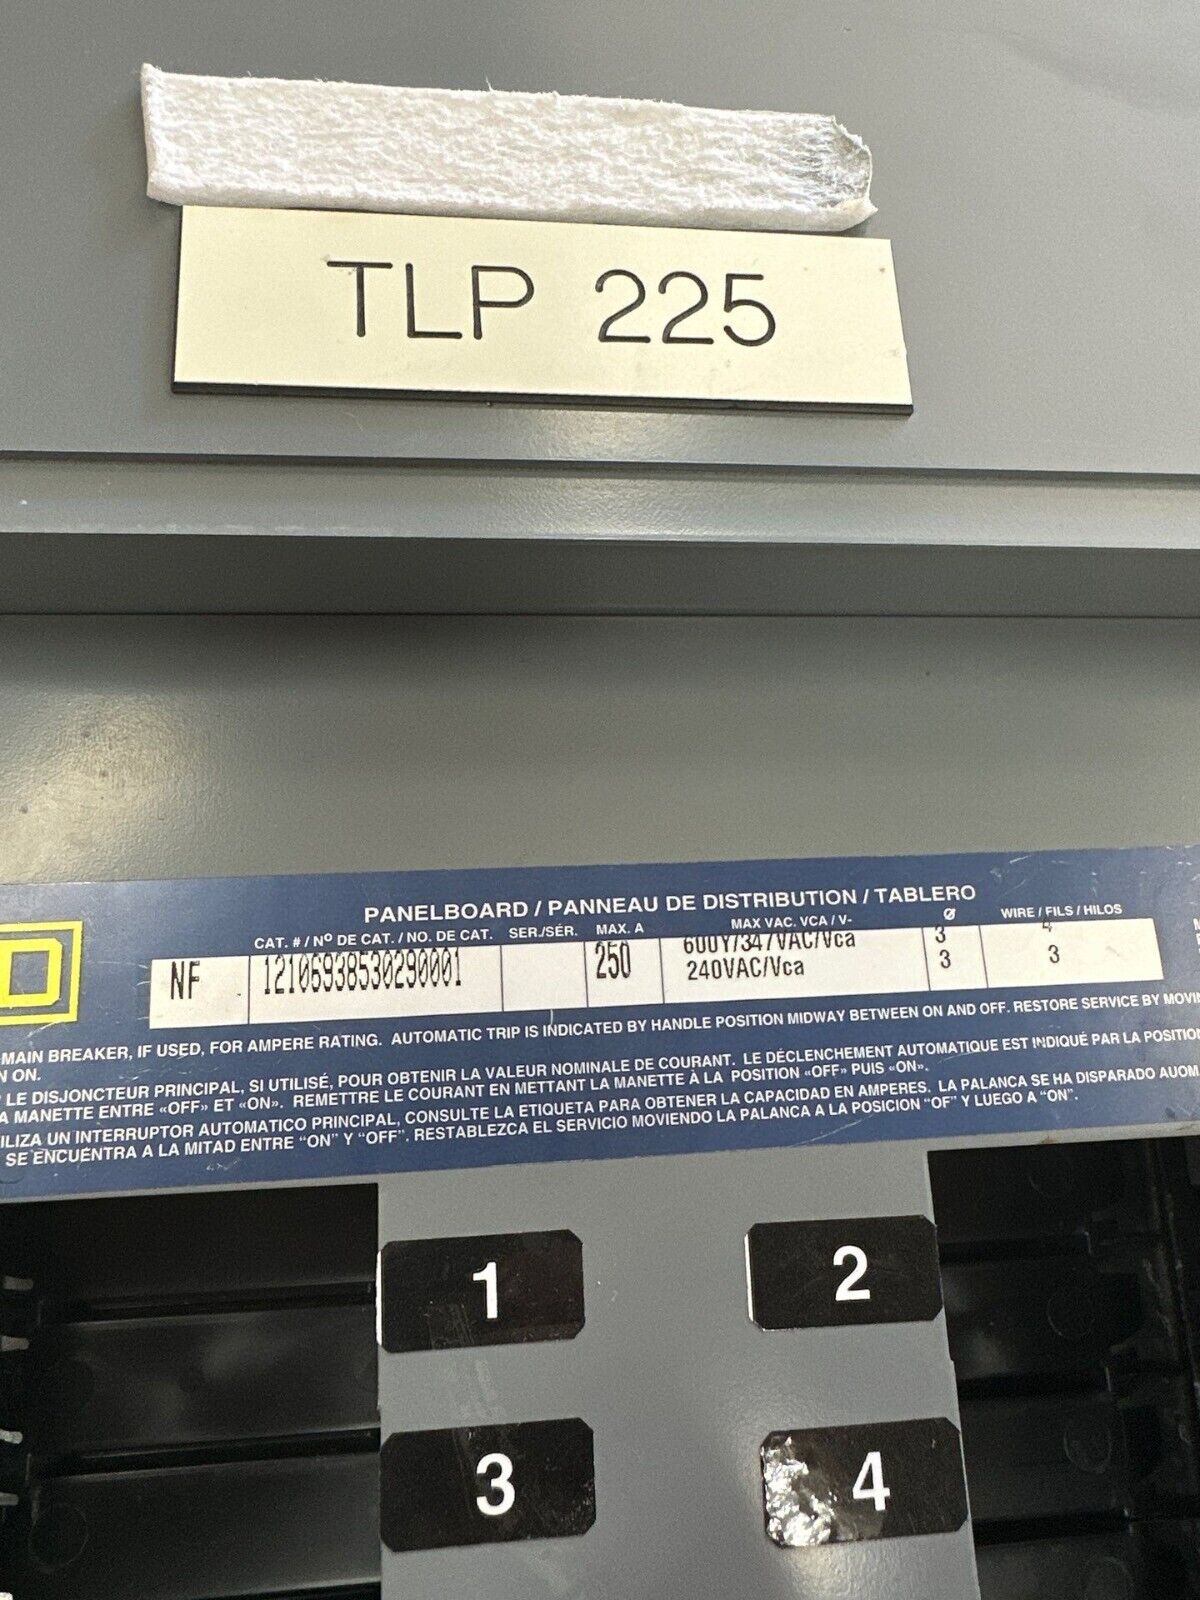 TLP 225
PANELBOARD / PANNEAU DE DISTRIBUTION / TABLERO
CAT. # / Nº DE CAT. / NO. DE CAT. SER./SÉR. MAX. A MAX VAC. VCA / V~ Ø WIRE / FILS / HILOS
NF 12106938530290001 250 600Y/347VAC/Vca 3 4
240VAC/Vca 3 3
MAIN BREAKER, IF USED, FOR AMPERE RATING. AUTOMATIC TRIP IS INDICATED BY HANDLE POSITION MIDWAY BETWEEN ON AND OFF. RESTORE SERVICE BY MOVIN
N ON.
LE DISJONCTEUR PRINCIPAL, SI UTILISÉ, POUR OBTENIR LA VALEUR NOMINALE DE COURANT. LE DÉCLENCHEMENT AUTOMATIQUE EST INDIQUÉ PAR LA POSITION
A MANETTE ENTRE «OFF» ET «ON». REMETTRE LE COURANT EN METTANT LA MANETTE À LA POSITION «OFF» PUIS «ON».
ILIZA UN INTERRUPTOR AUTOMATICO PRINCIPAL, CONSULTE LA ETIQUETA PARA OBTENER LA CAPACIDAD EN AMPERES. LA PALANCA SE HA DISPARADO AUOMA
SE ENCUENTRA A LA MITAD ENTRE "ON" Y "OFF". RESTABLEZCA EL SERVICIO MOVIENDO LA PALANCA A LA POSICION "OF" Y LUEGO A "ON".
1 2
3 4